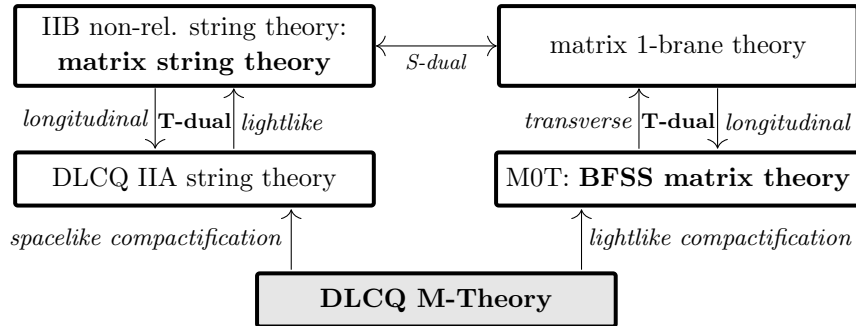 IIB non-rel. string theory:
matrix string theory
S-dual
matrix 1-brane theory
longitudinal T-dual lightlike
transverse T-dual longitudinal
DLCQ IIA string theory
M0T: BFSS matrix theory
spacelike compactification
lightlike compactification
DLCQ M-Theory